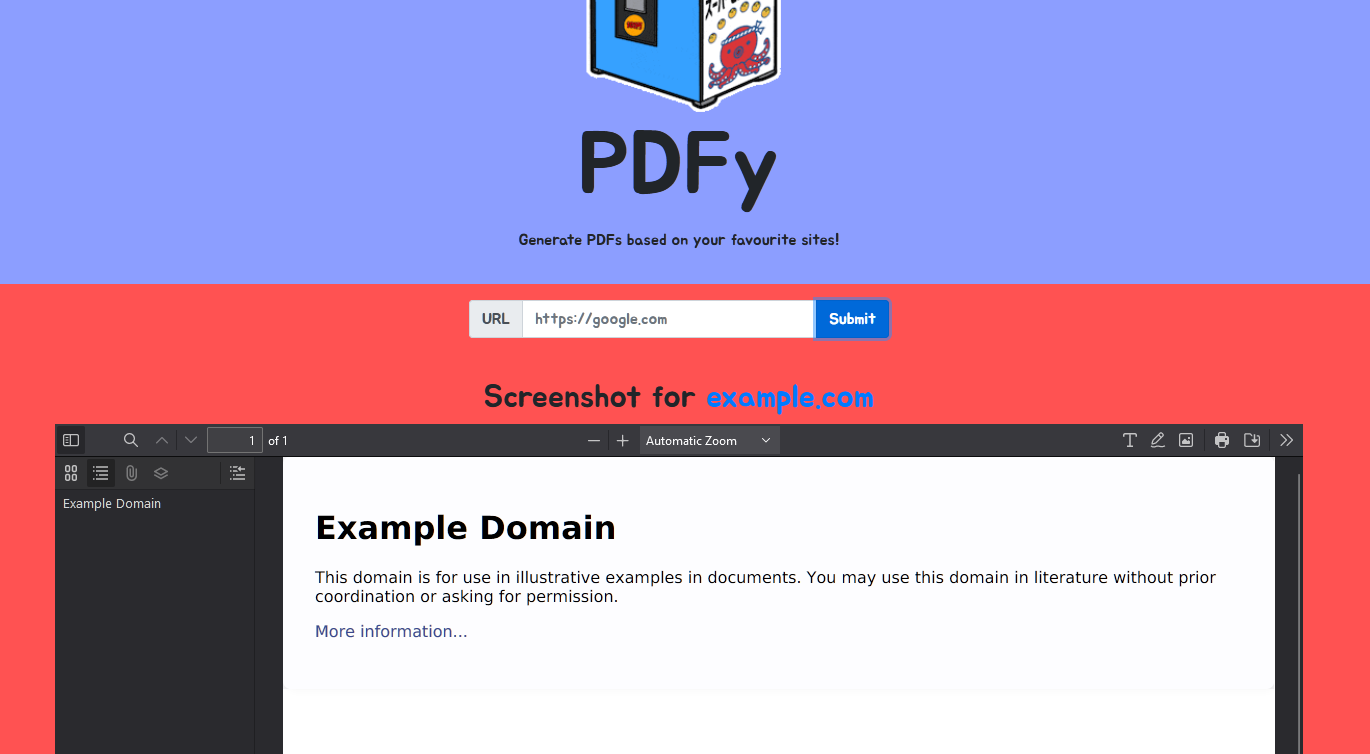 PDFy
Generate PDFs based on your favourite sites!
URL
https://google.com
Submit
Screenshot for example.com
1 of 1
Automatic Zoom
Example Domain
Example Domain
This domain is for use in illustrative examples in documents. You may use this domain in literature without prior
coordination or asking for permission.
More information...